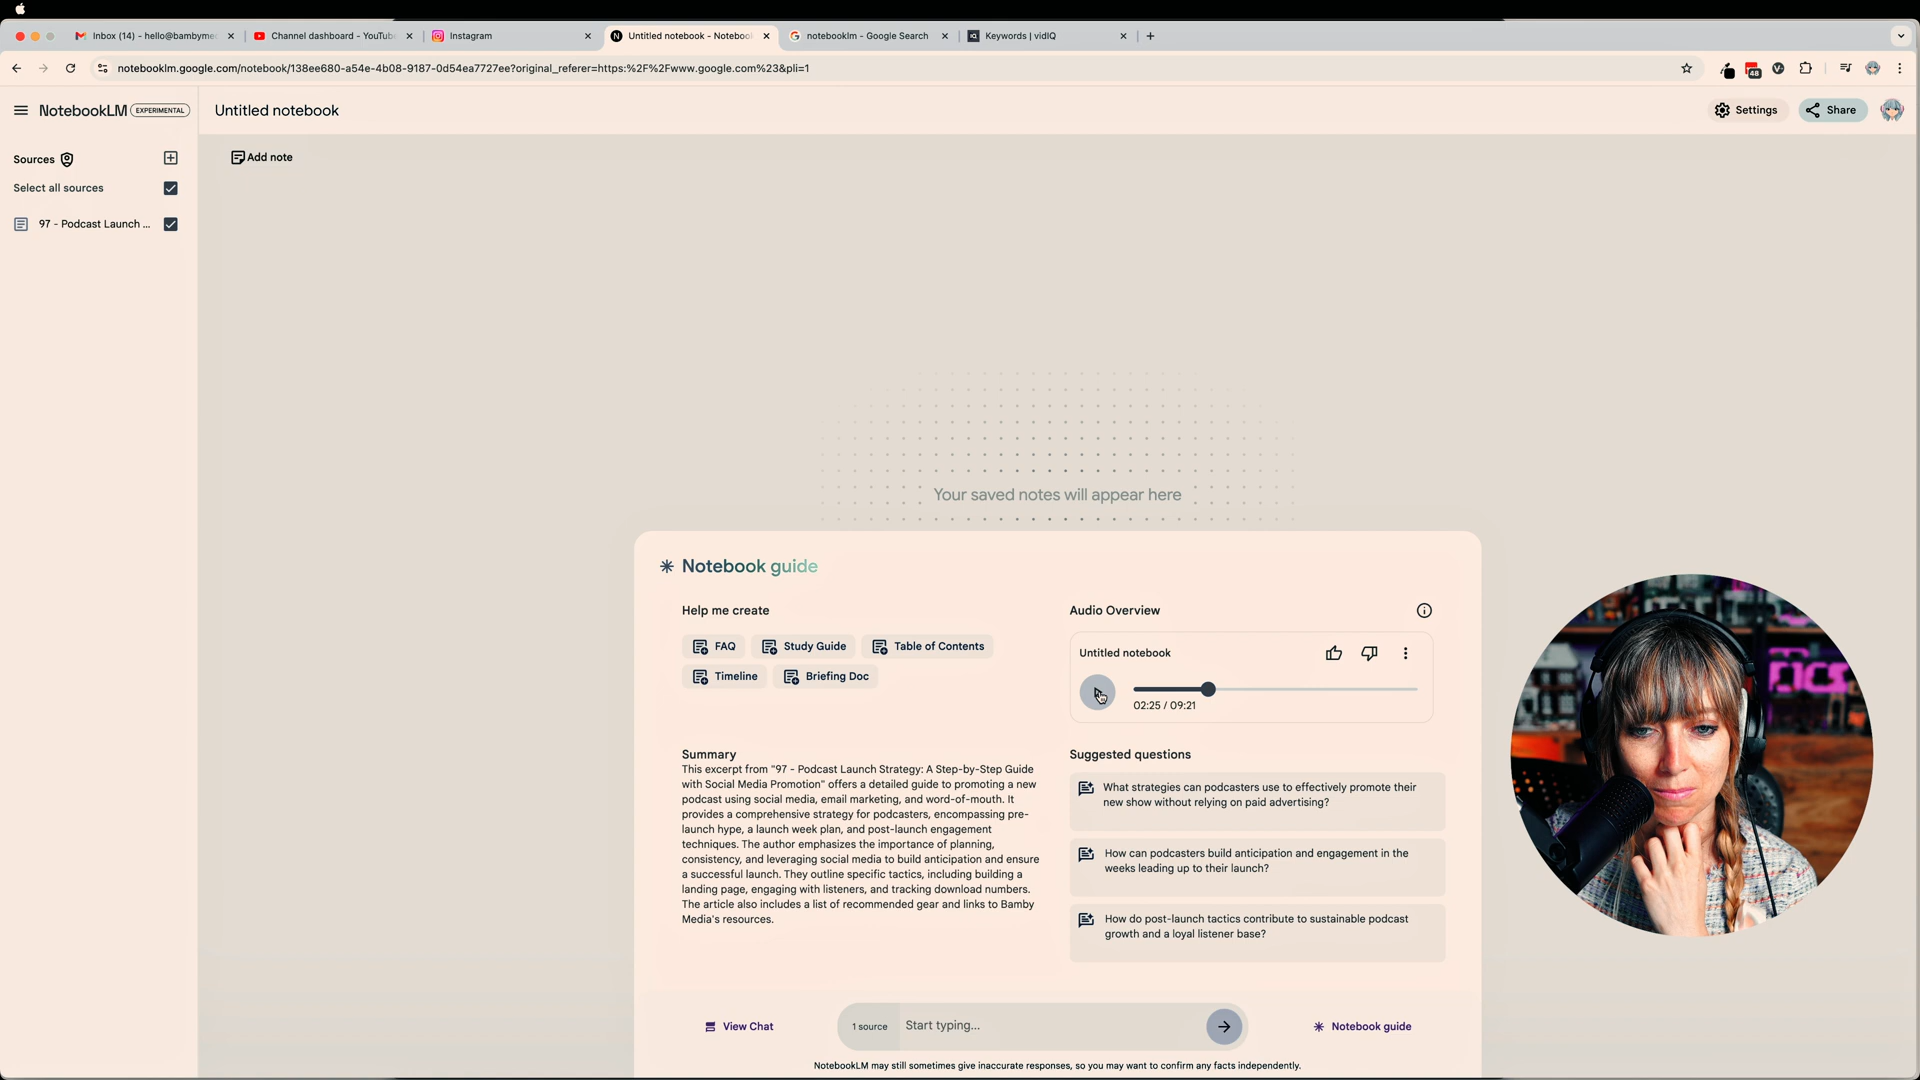 Inbox (14) - hello@bambyme
Channel dashboard - YouTube
Instagram
Untitled notebook - Noteboo
notebooklm - Google Search
Keywords | vidIQ
notebooklm.google.com/notebook/138ee680-a54e-4b08-9187-0d54ea7727ee?original_referer=https:%2F%2Fwww.google.com%23&pli=1
48
NotebookLM EXPERIMENTAL
Untitled notebook
Settings
Share
Sources
Add note
Select all sources
97 - Podcast Launch ...
Your saved notes will appear here
Notebook guide
Help me create
FAQ
Study Guide
Table of Contents
Timeline
Briefing Doc
Audio Overview
Untitled notebook
02:25 / 09:21
Summary
This excerpt from "97 - Podcast Launch Strategy: A Step-by-Step Guide
with Social Media Promotion" offers a detailed guide to promoting a new
podcast using social media, email marketing, and word-of-mouth. It
provides a comprehensive strategy for podcasters, encompassing pre-
launch hype, a launch week plan, and post-launch engagement
techniques. The author emphasizes the importance of planning,
consistency, and leveraging social media to build anticipation and ensure
a successful launch. They outline specific tactics, including building a
landing page, engaging with listeners, and tracking download numbers.
The article also includes a list of recommended gear and links to Bamby
Media's resources.
Suggested questions
What strategies can podcasters use to effectively promote their
new show without relying on paid advertising?
How can podcasters build anticipation and engagement in the
weeks leading up to their launch?
How do post-launch tactics contribute to sustainable podcast
growth and a loyal listener base?
View Chat
1 source
Start typing...
Notebook guide
NotebookLM may still sometimes give inaccurate responses, so you may want to confirm any facts independently.